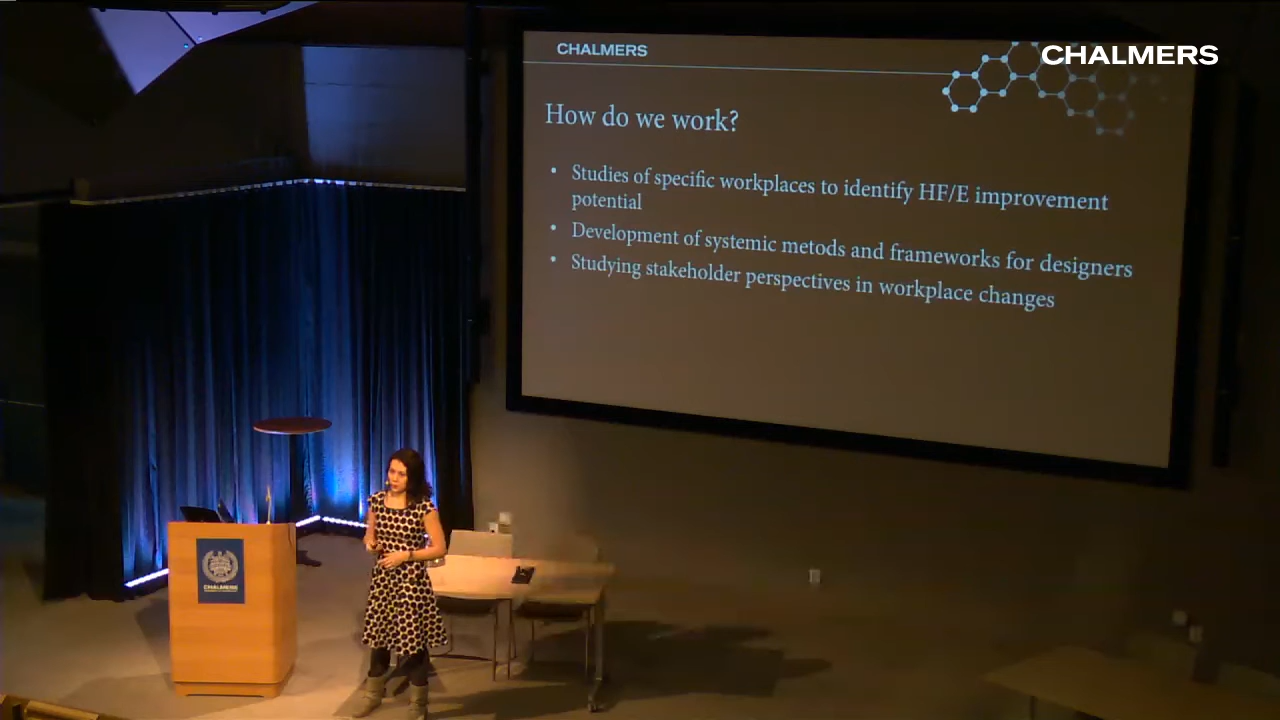 CHALMERS
CHALMERS
How do we work?
• Studies of specific workplaces to identify HF/E improvement
potential
• Development of systemic metods and frameworks for designers
• Studying stakeholder perspectives in workplace changes
CHALMERS